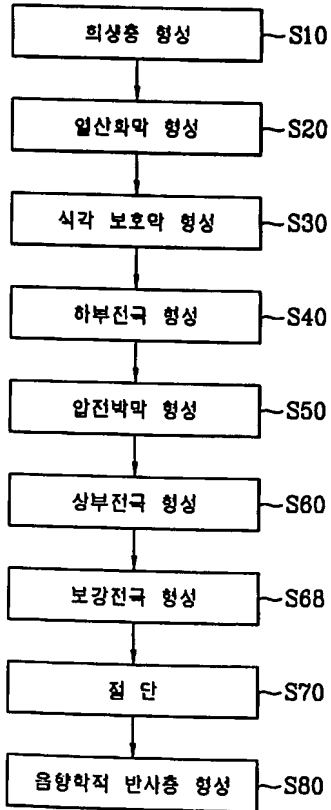 희생층 형성 S10
열산화막 형성 S20
식각 보호막 형성 S30
하부전극 형성 S40
압전박막 형성 S50
상부전극 형성 S60
보강전극 형성 S68
절 단 S70
음향학적 반사층 형성 S80